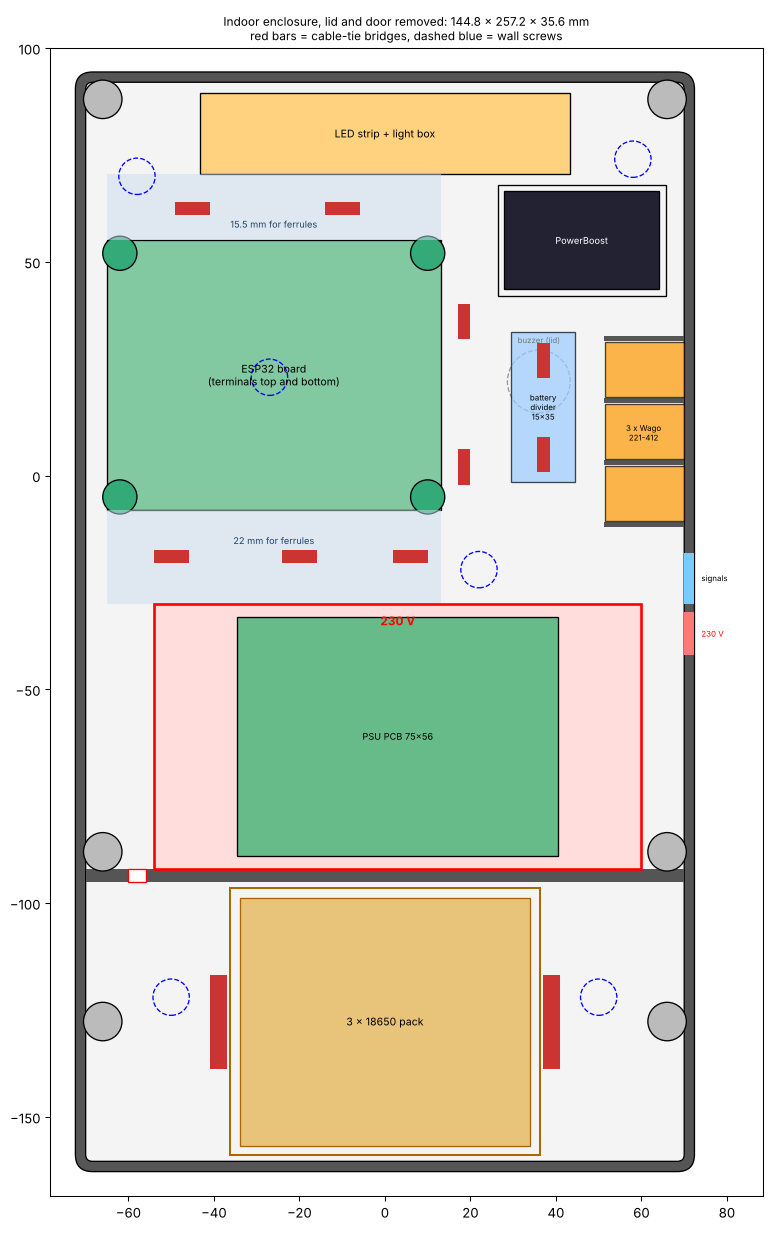 Indoor enclosure, lid and door removed: 144.8 × 257.2 × 35.6 mm
red bars = cable-tie bridges, dashed blue = wall screws
100
LED strip + light box
15.5 mm for ferrules
PowerBoost
50
buzzer (lid)
ESP32 board
(terminals top and bottom)
battery
divider
15×35
3 x Wago
221-412
0
22 mm for ferrules
signals
230 V
230 V
−50
PSU PCB 75×56
−100
3 × 18650 pack
−150
−60
−40
−20
0
20
40
60
80